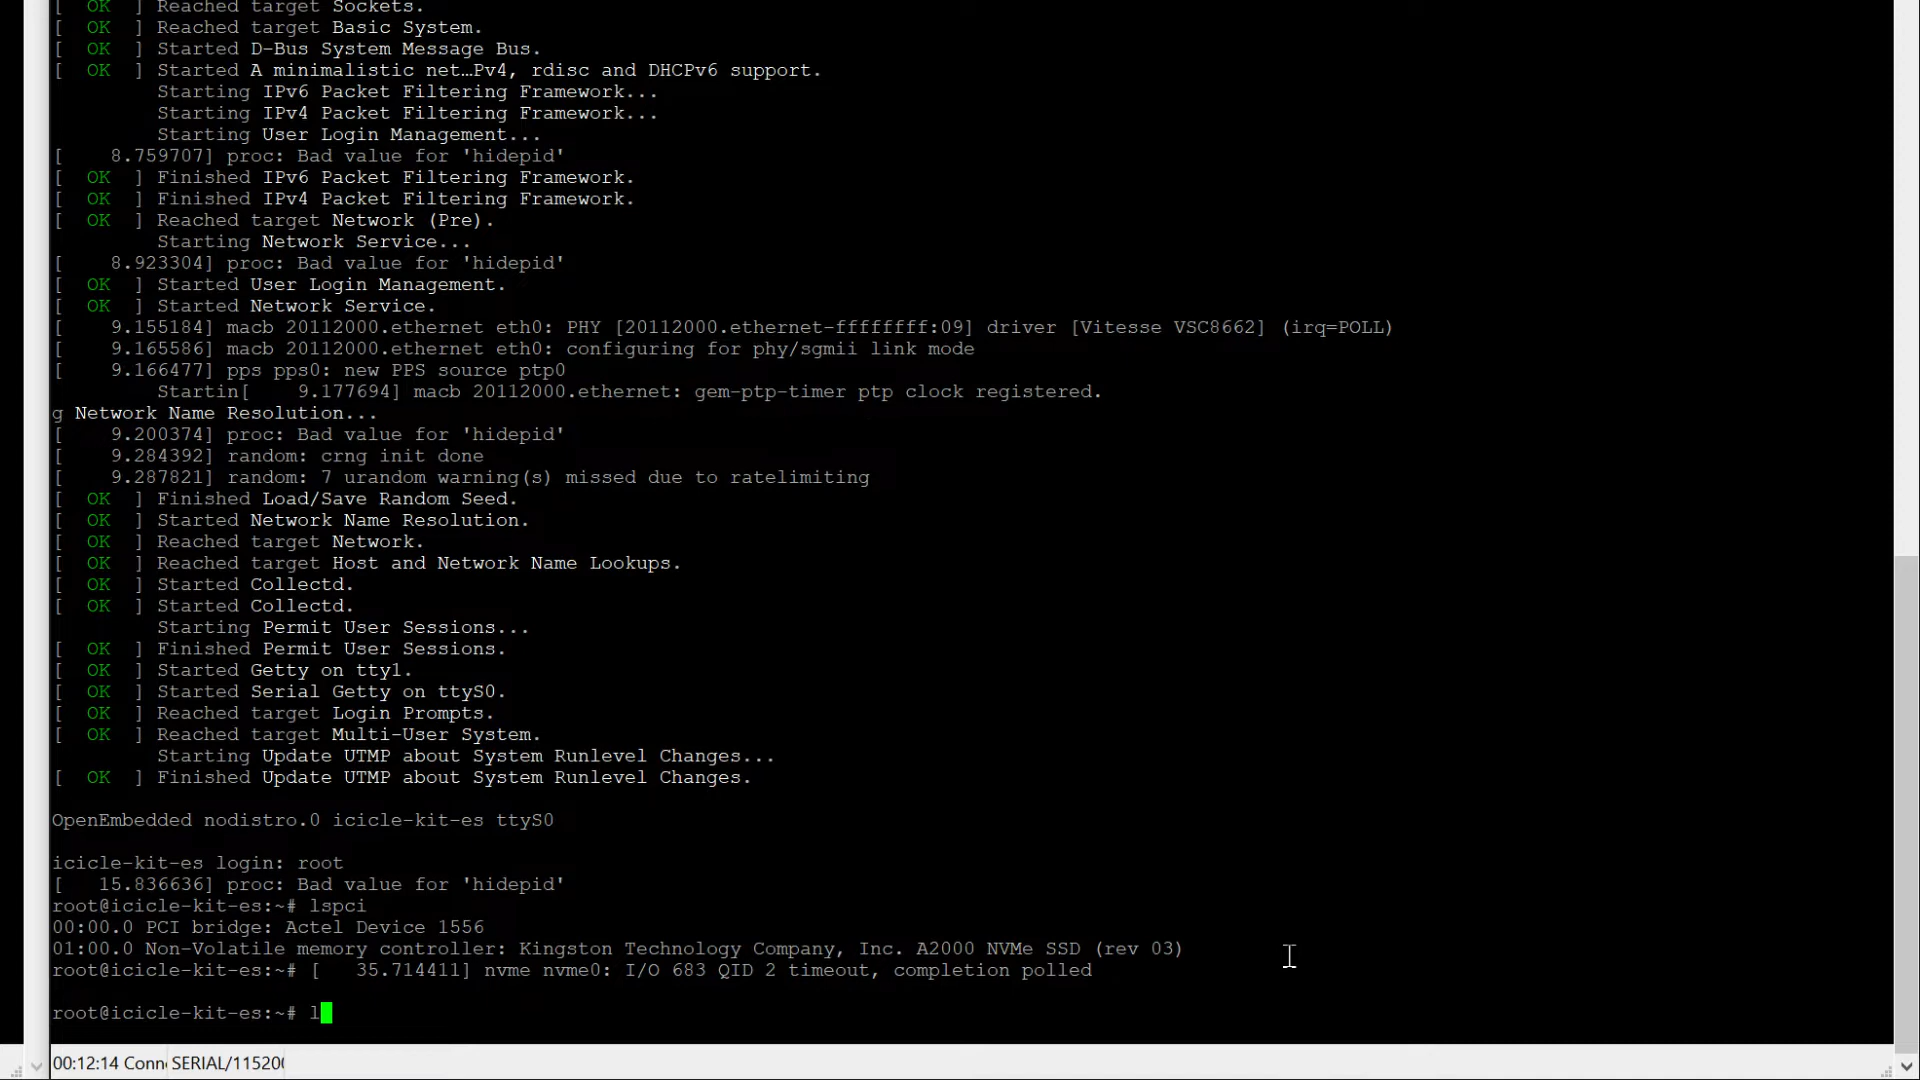 [  OK  ] Reached target Sockets.
[  OK  ] Reached target Basic System.
[  OK  ] Started D-Bus System Message Bus.
[  OK  ] Started A minimalistic net…Pv4, rdisc and DHCPv6 support.
Starting IPv6 Packet Filtering Framework...
Starting IPv4 Packet Filtering Framework...
Starting User Login Management...
[    8.759707] proc: Bad value for 'hidepid'
[  OK  ] Finished IPv6 Packet Filtering Framework.
[  OK  ] Finished IPv4 Packet Filtering Framework.
[  OK  ] Reached target Network (Pre).
Starting Network Service...
[    8.923304] proc: Bad value for 'hidepid'
[  OK  ] Started User Login Management.
[  OK  ] Started Network Service.
[    9.155184] macb 20112000.ethernet eth0: PHY [20112000.ethernet-ffffffff:09] driver [Vitesse VSC8662] (irq=POLL)
[    9.165586] macb 20112000.ethernet eth0: configuring for phy/sgmii link mode
[    9.166477] pps pps0: new PPS source ptp0
Startin[    9.177694] macb 20112000.ethernet: gem-ptp-timer ptp clock registered.
g Network Name Resolution...
[    9.200374] proc: Bad value for 'hidepid'
[    9.284392] random: crng init done
[    9.287821] random: 7 urandom warning(s) missed due to ratelimiting
[  OK  ] Finished Load/Save Random Seed.
[  OK  ] Started Network Name Resolution.
[  OK  ] Reached target Network.
[  OK  ] Reached target Host and Network Name Lookups.
[  OK  ] Started Collectd.
[  OK  ] Started Collectd.
Starting Permit User Sessions...
[  OK  ] Finished Permit User Sessions.
[  OK  ] Started Getty on tty1.
[  OK  ] Started Serial Getty on ttyS0.
[  OK  ] Reached target Login Prompts.
[  OK  ] Reached target Multi-User System.
Starting Update UTMP about System Runlevel Changes...
[  OK  ] Finished Update UTMP about System Runlevel Changes.
OpenEmbedded nodistro.0 icicle-kit-es ttyS0
icicle-kit-es login: root
[   15.836636] proc: Bad value for 'hidepid'
root@icicle-kit-es:~# lspci
00:00.0 PCI bridge: Actel Device 1556
01:00.0 Non-Volatile memory controller: Kingston Technology Company, Inc. A2000 NVMe SSD (rev 03)
root@icicle-kit-es:~# [   35.714411] nvme nvme0: I/O 683 QID 2 timeout, completion polled
root@icicle-kit-es:~# l
00:12:14 Conn SERIAL/11520